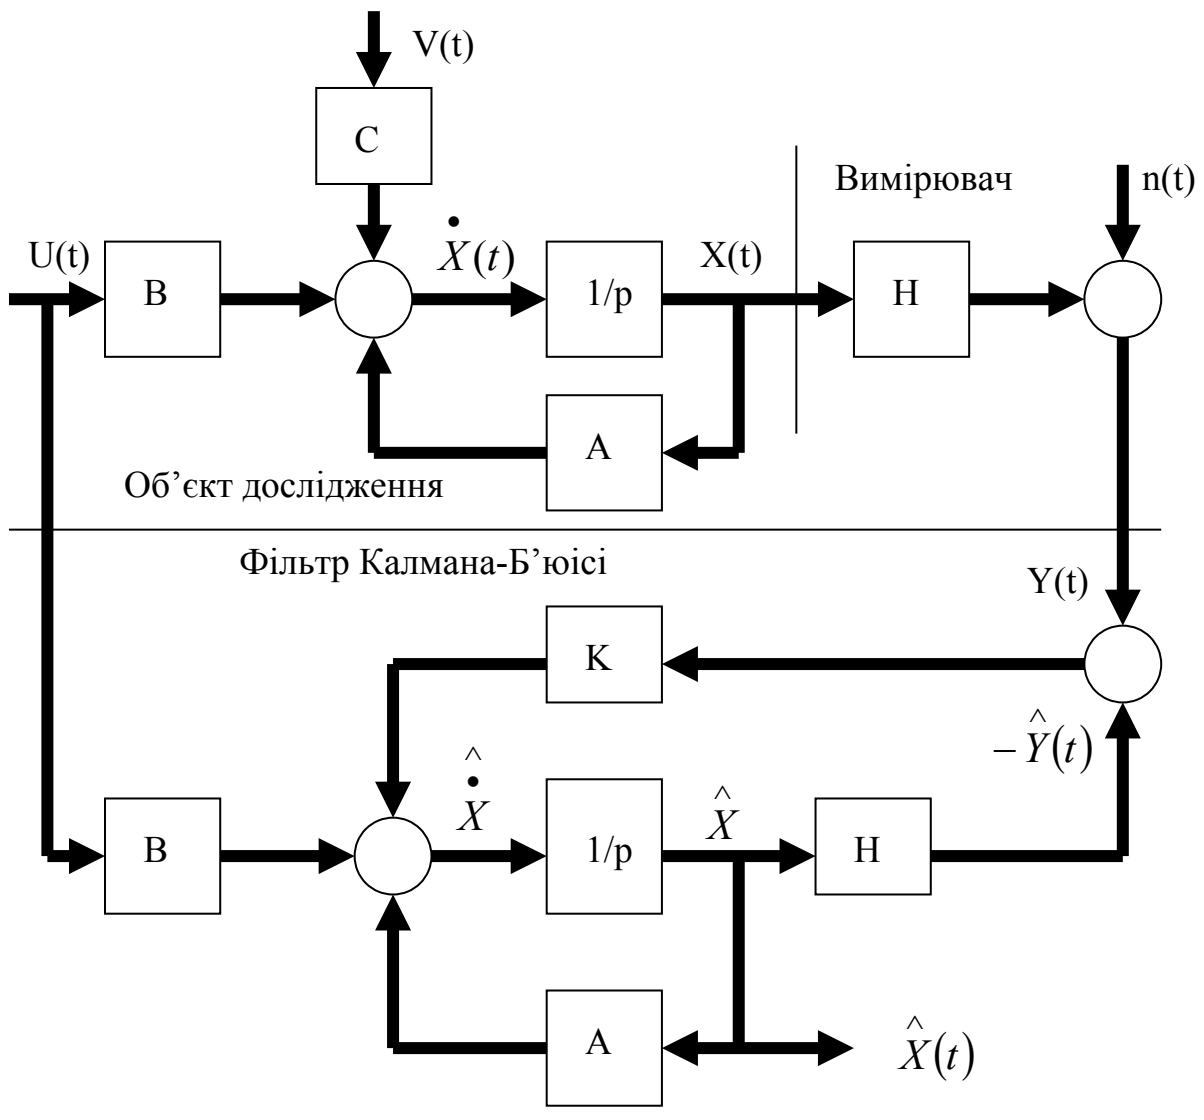 V(t)
C
Вимірювач
n(t)
U(t)
B
Ẋ(t)
1/p
X(t)
H
A
Об’єкт дослідження
Фільтр Калмана-Б’юісі
Y(t)
K
− Ŷ(t)
B
Ẋ̂
1/p
X̂
H
A
X̂(t)